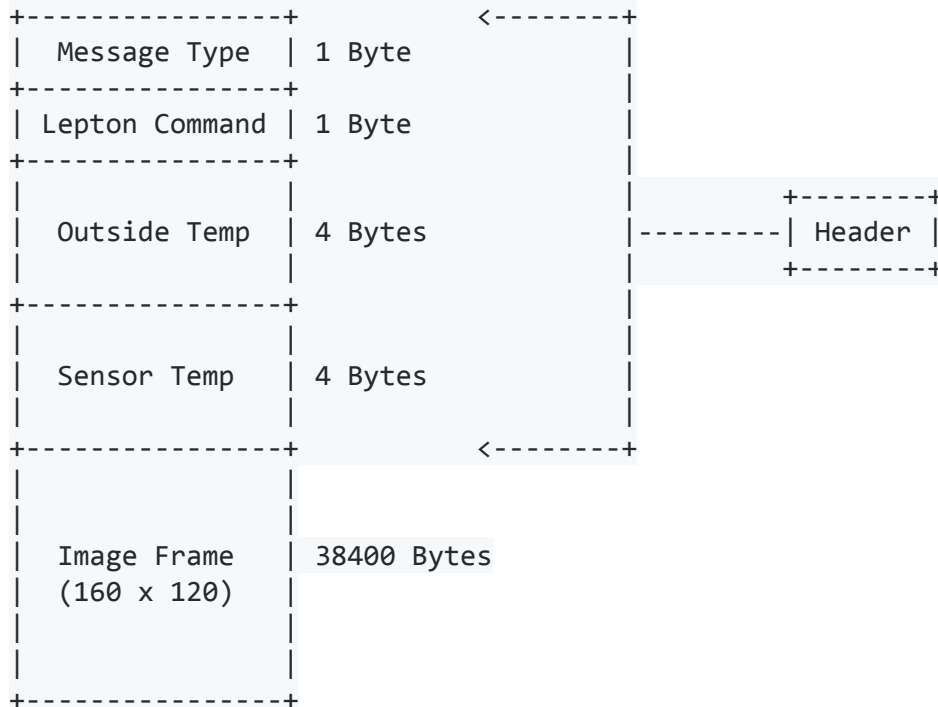 Message Type 1 Byte
Lepton Command 1 Byte
Outside Temp 4 Bytes
Header
Sensor Temp 4 Bytes
Image Frame 38400 Bytes
(160 x 120)